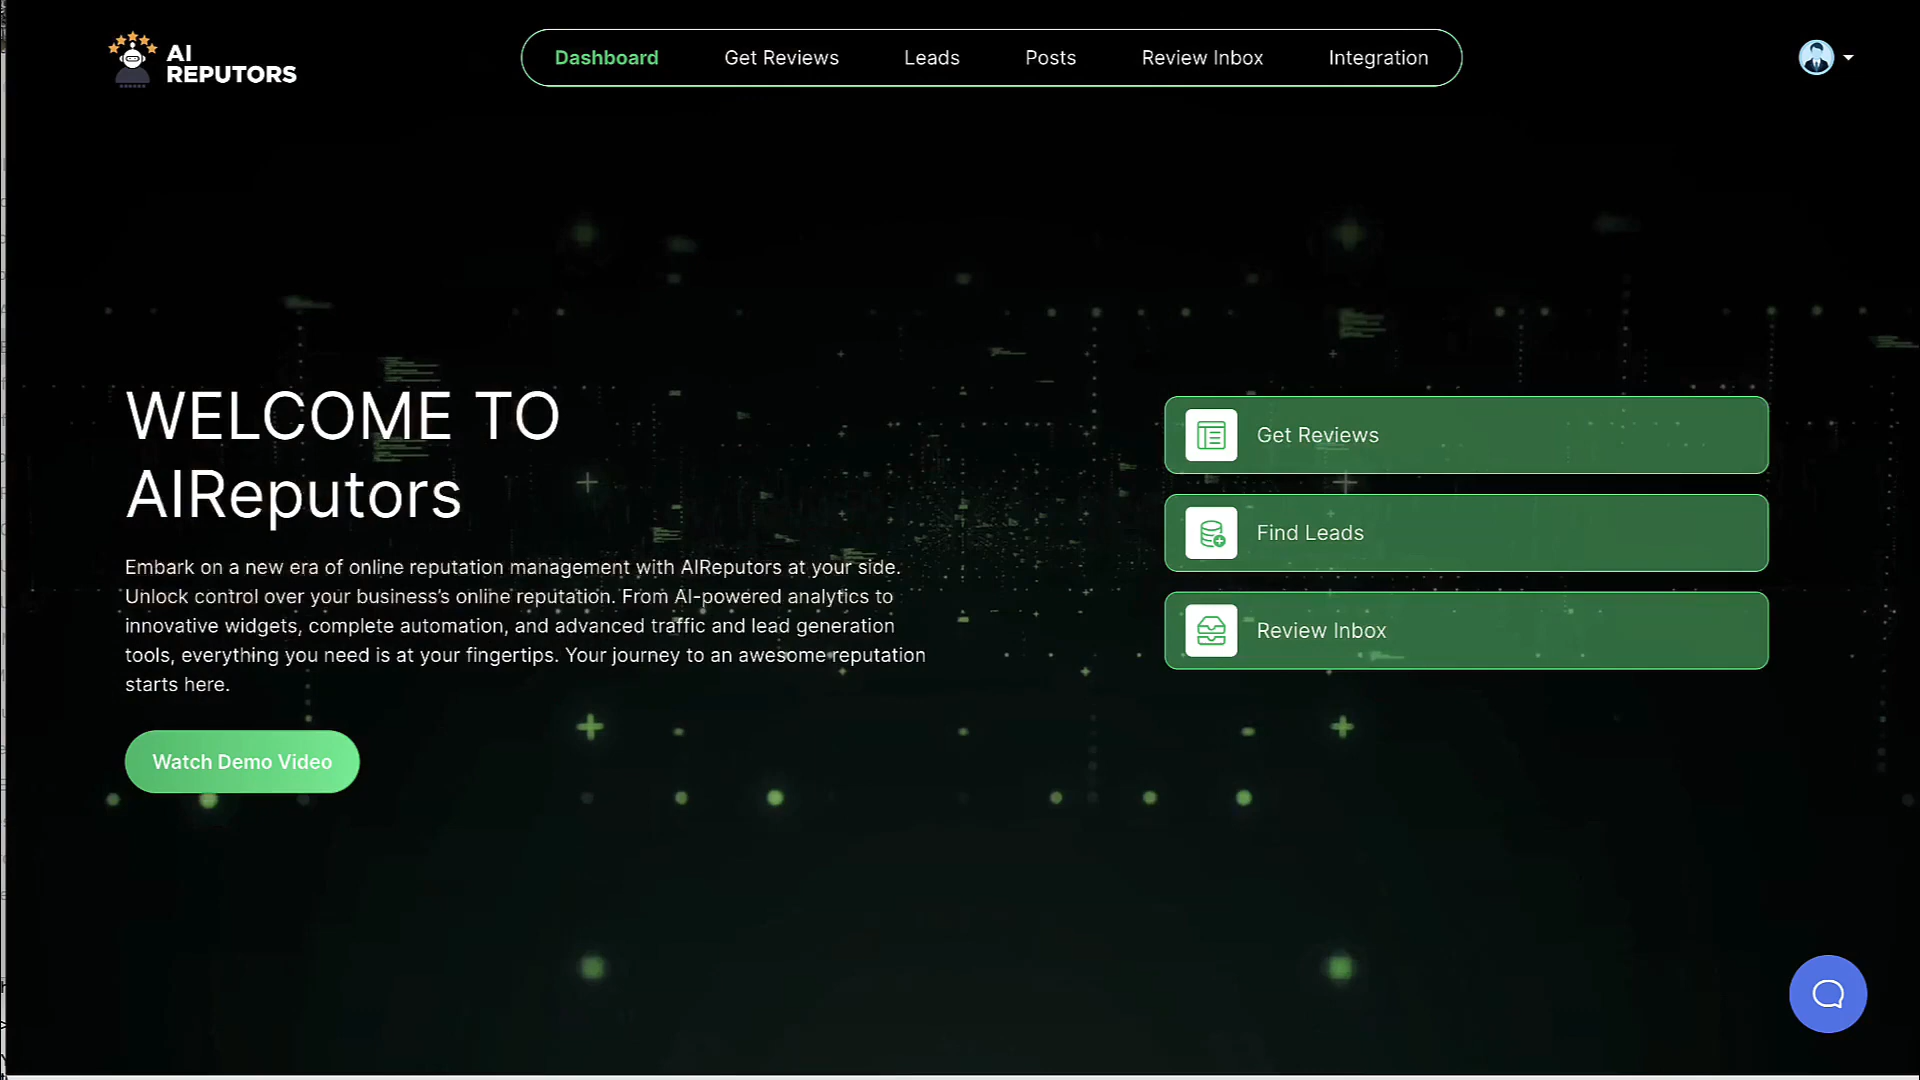 AI
REPUTORS
Dashboard
Get Reviews
Leads
Posts
Review Inbox
Integration
WELCOME TO
AIReputors
Embark on a new era of online reputation management with AIReputors at your side.
Unlock control over your business's online reputation. From AI-powered analytics to
innovative widgets, complete automation, and advanced traffic and lead generation
tools, everything you need is at your fingertips. Your journey to an awesome reputation
starts here.
Watch Demo Video
Get Reviews
Find Leads
Review Inbox